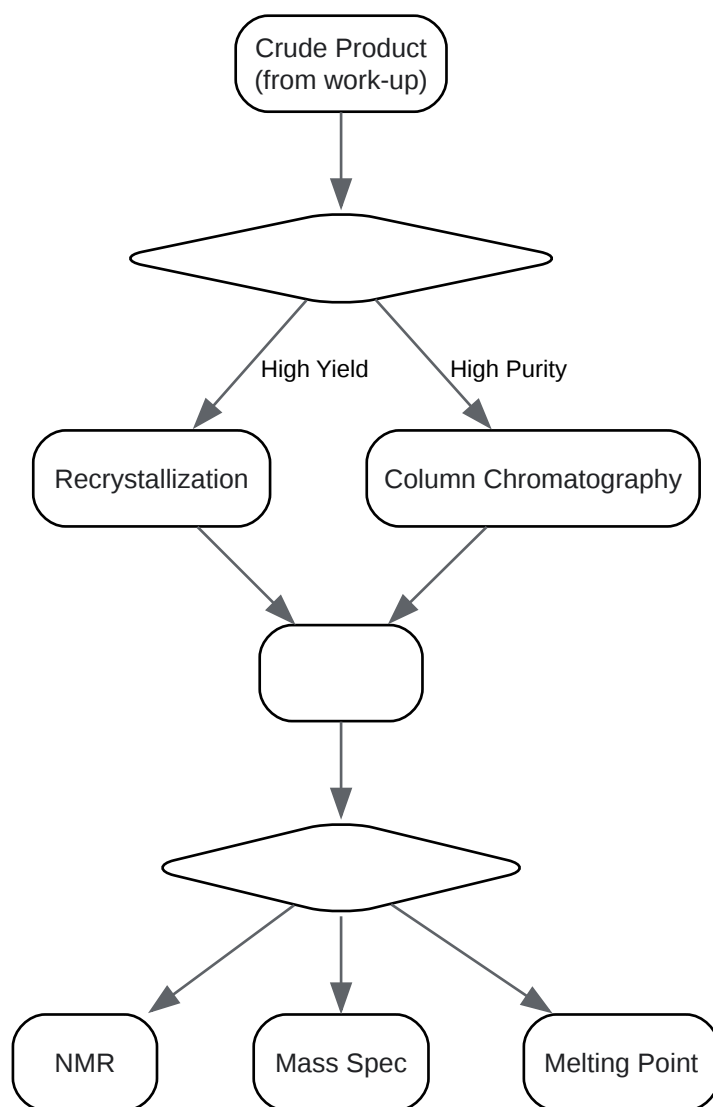 Crude Product
(from work-up)
High Yield
High Purity
Recrystallization
Column Chromatography
NMR
Mass Spec
Melting Point